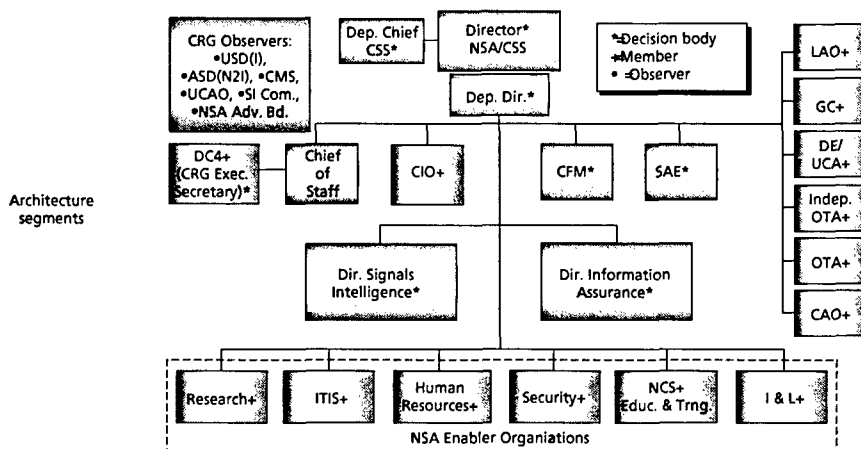 CRG Observers:
•USD(I),
•ASD(N2I), •CMS,
•UCAO, •SI Com.,
•NSA Adv. Bd.
Dep. Chief
CSS*
Director*
NSA/CSS
Dep. Dir.*
*=Decision body
+=Member
• =Observer
LAO+
GC+
DE/
UCA+
Indep.
OTA+
OTA+
CAO+
DC4+
(CRG Exec.
Secretary)*
Chief
of
Staff
CIO+
CFM*
SAE*
Architecture
segments
Dir. Signals
Intelligence*
Dir. Information
Assurance*
Research+
ITIS+
Human
Resources+
Security+
NCS+
Educ. & Trng.
I & L+
NSA Enabler Organiations